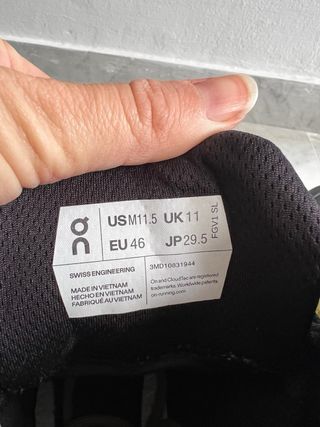 on
US M11.5 UK 11
EU 46 JP 29.5
FGV1 SL
SWISS ENGINEERING
3MD10831944
MADE IN VIETNAM
HECHO EN VIETNAM
FABRIQUÉ AU VIETNAM
On and CloudTec are registered
trademarks. Worldwide patents.
on-running.com